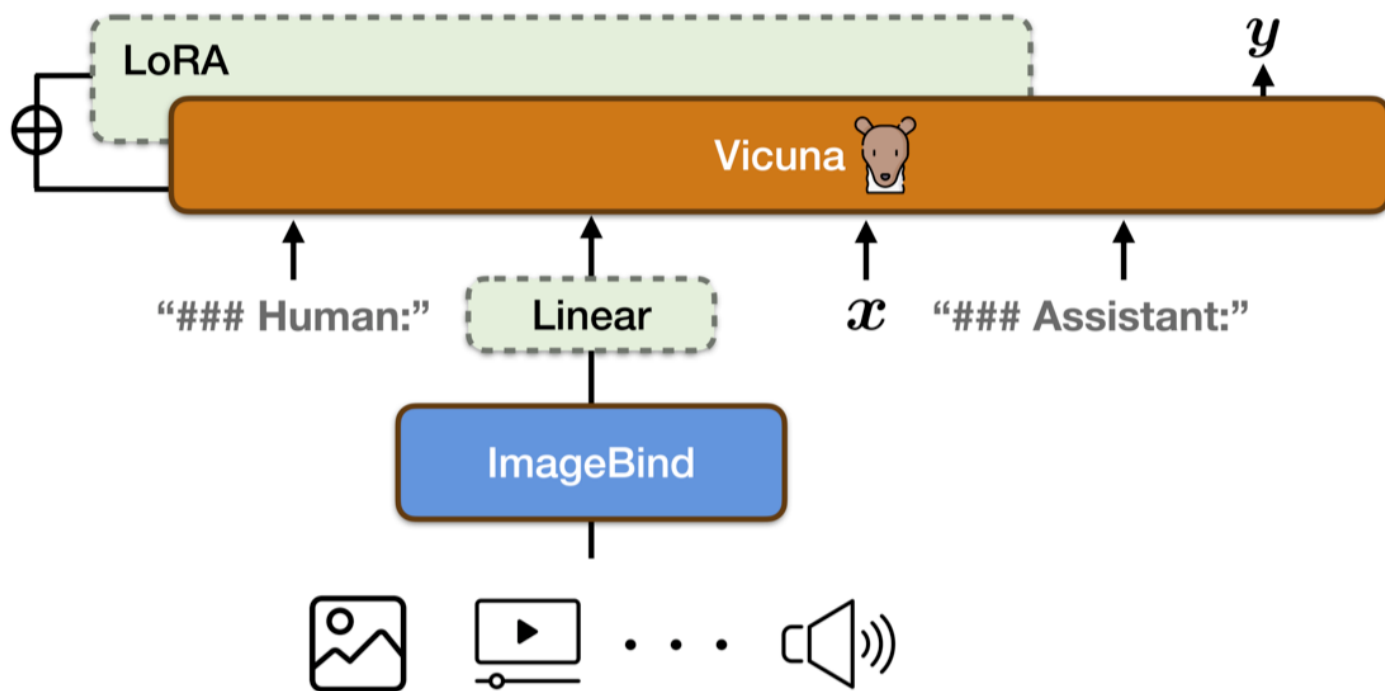 LoRA
y
Vicuna
“### Human:”
Linear
x
“### Assistant:”
ImageBind